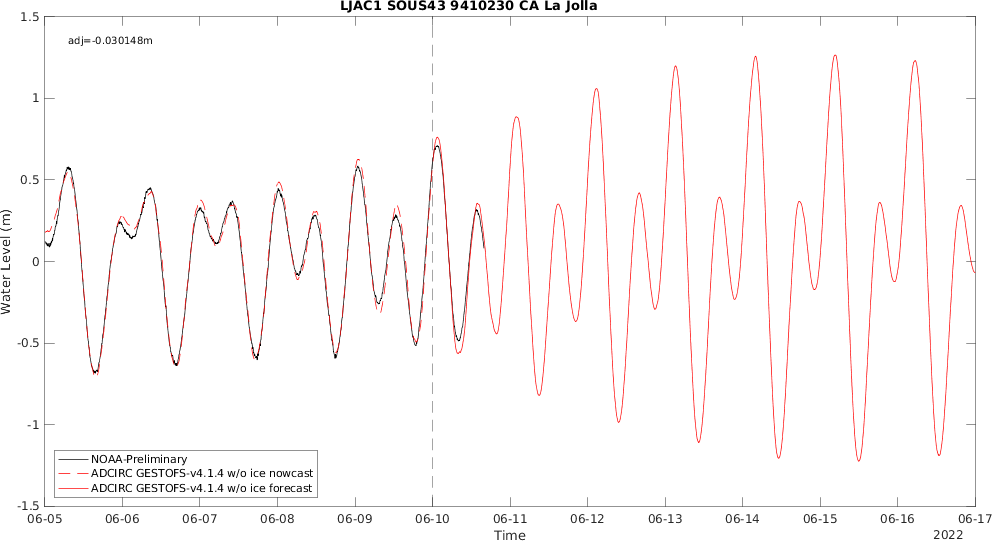 LJAC1 SOUS43 9410230 CA La Jolla
adj=-0.030148m
1.5
1
0.5
0
-0.5
-1
-1.5
Water Level (m)
NOAA-Preliminary
ADCIRC GESTOFS-v4.1.4 w/o ice nowcast
ADCIRC GESTOFS-v4.1.4 w/o ice forecast
06-05 06-06 06-07 06-08 06-09 06-10 06-11 06-12 06-13 06-14 06-15 06-16 06-17
Time
2022